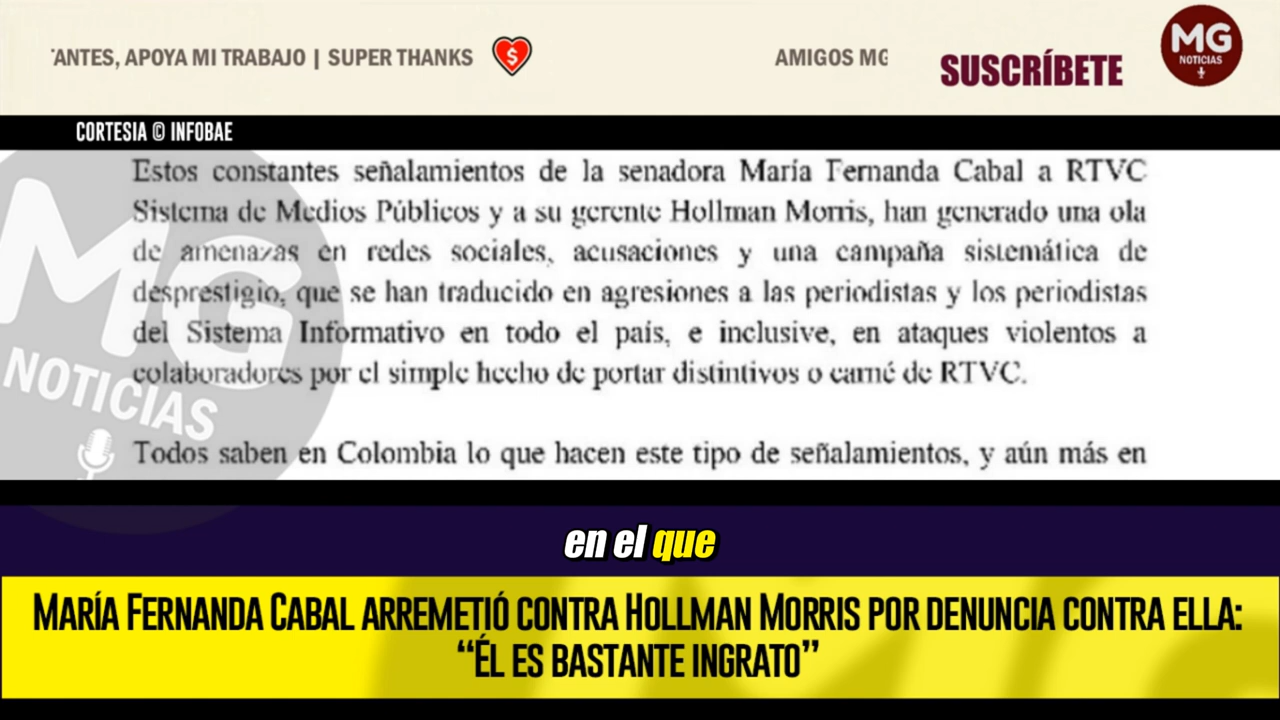 TANTES, APOYA MI TRABAJO | SUPER THANKS
AMIGOS MG
SUSCRÍBETE
MG
NOTICIAS
CORTESIA © INFOBAE
Estos constantes señalamientos de la senadora María Fernanda Cabal a RTVC
Sistema de Medios Públicos y a su gerente Hollman Morris, han generado una ola
de amenazas en redes sociales, acusaciones y una campaña sistemática de
desprestigio, que se han traducido en agresiones a las periodistas y los periodistas
del Sistema Informativo en todo el país, e inclusive, en ataques violentos a
colaboradores por el simple hecho de portar distintivos o carné de RTVC.
Todos saben en Colombia lo que hacen este tipo de señalamientos, y aún más en
MG
NOTICIAS
en el que
MARÍA FERNANDA CABAL ARREMETIÓ CONTRA HOLLMAN MORRIS POR DENUNCIA CONTRA ELLA:
“ÉL ES BASTANTE INGRATO”